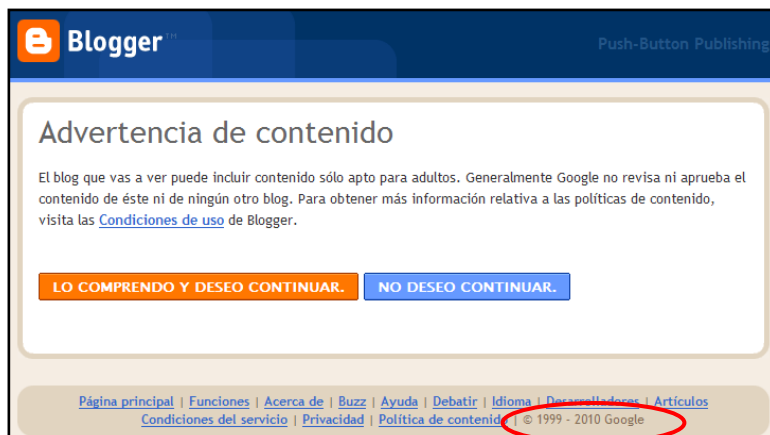 Blogger™
Push-Button Publishing
Advertencia de contenido
El blog que vas a ver puede incluir contenido sólo apto para adultos. Generalmente Google no revisa ni aprueba el
contenido de éste ni de ningún otro blog. Para obtener más información relativa a las políticas de contenido,
visita las Condiciones de uso de Blogger.
LO COMPRENDO Y DESEO CONTINUAR. NO DESEO CONTINUAR.
Página principal | Funciones | Acerca de | Buzz | Ayuda | Debatir | Idioma | Desarrolladores | Artículos
Condiciones del servicio | Privacidad | Política de contenido | © 1999 - 2010 Google